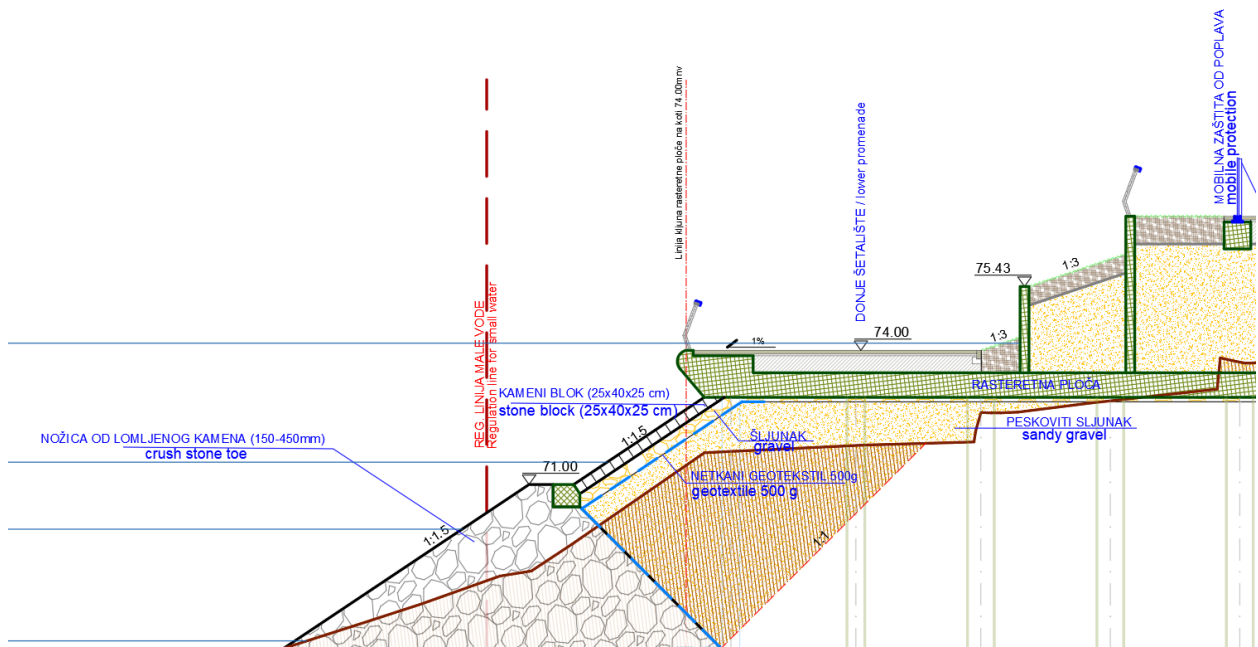 MOBILNA ZAŠTITA OD POPLAVA
mobile protection
Linija kljuna rasteretne ploče na koti 74.00mnv
DONJE ŠETALIŠTE / lower promenade
REG. LINIJA MALE VODE
Regulation line for small water
1:3
75.43
74.00
1:3
1%
RASTERETNA PLOČA
KAMENI BLOK (25x40x25 cm)
stone block (25x40x25 cm)
1:1.5
ŠLJUNAK
gravel
PESKOVITI SLJUNAK
sandy gravel
NOŽICA OD LOMLJENOG KAMENA (150-450mm)
crush stone toe
71.00
NETKANI GEOTEKSTIL 500g
geotextile 500 g
1:1.5
1:1